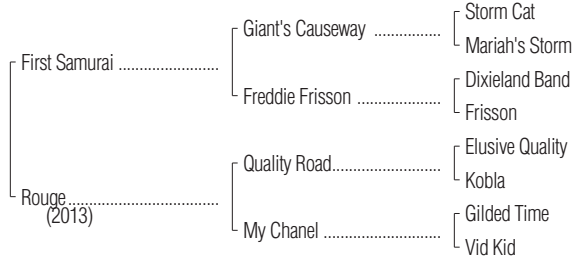 Storm Cat
Giant's Causeway ..................
Mariah's Storm
First Samurai ..........................
Dixieland Band
Freddie Frisson ......................
Frisson
Elusive Quality
Quality Road............................
Kobla
Rouge........................................
(2013)
Gilded Time
My Chanel ..............................
Vid Kid